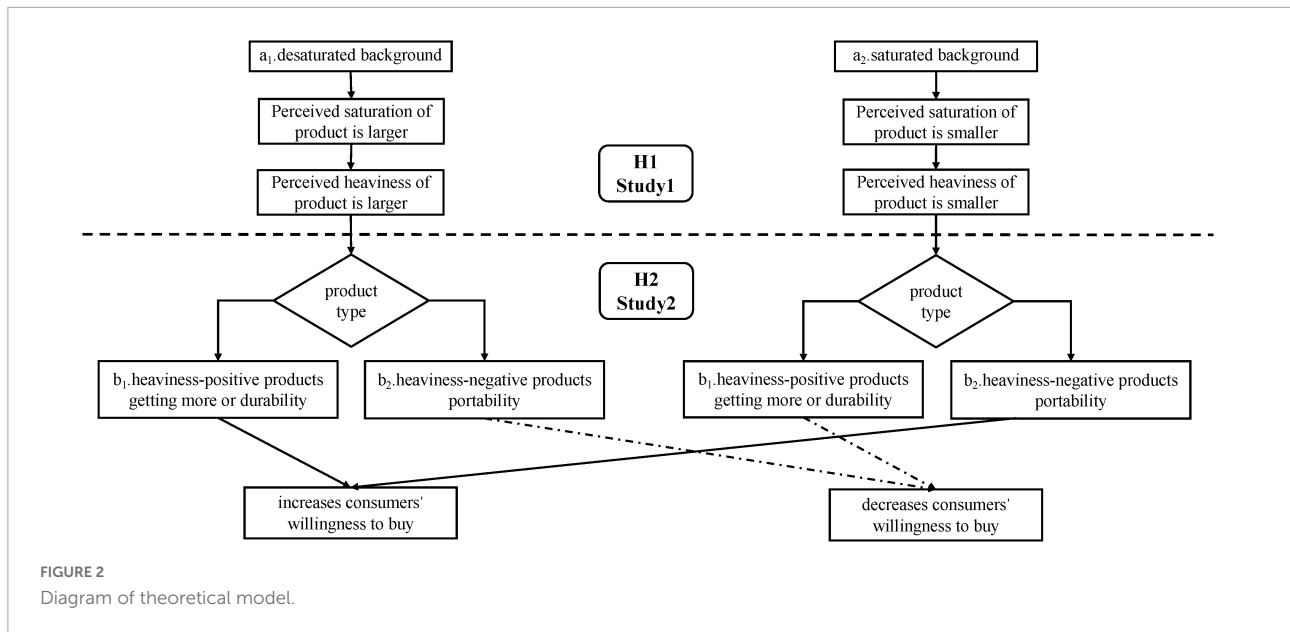 a₁.desaturated background
a₂.saturated background
Perceived saturation of
product is larger
Perceived saturation of
product is smaller
H1
Study1
Perceived heaviness of
product is larger
Perceived heaviness of
product is smaller
H2
Study2
product
type
product
type
b₁.heaviness-positive products
getting more or durability
b₂.heaviness-negative products
portability
b₁.heaviness-positive products
getting more or durability
b₂.heaviness-negative products
portability
increases consumers'
willingness to buy
decreases consumers'
willingness to buy
FIGURE 2
Diagram of theoretical model.